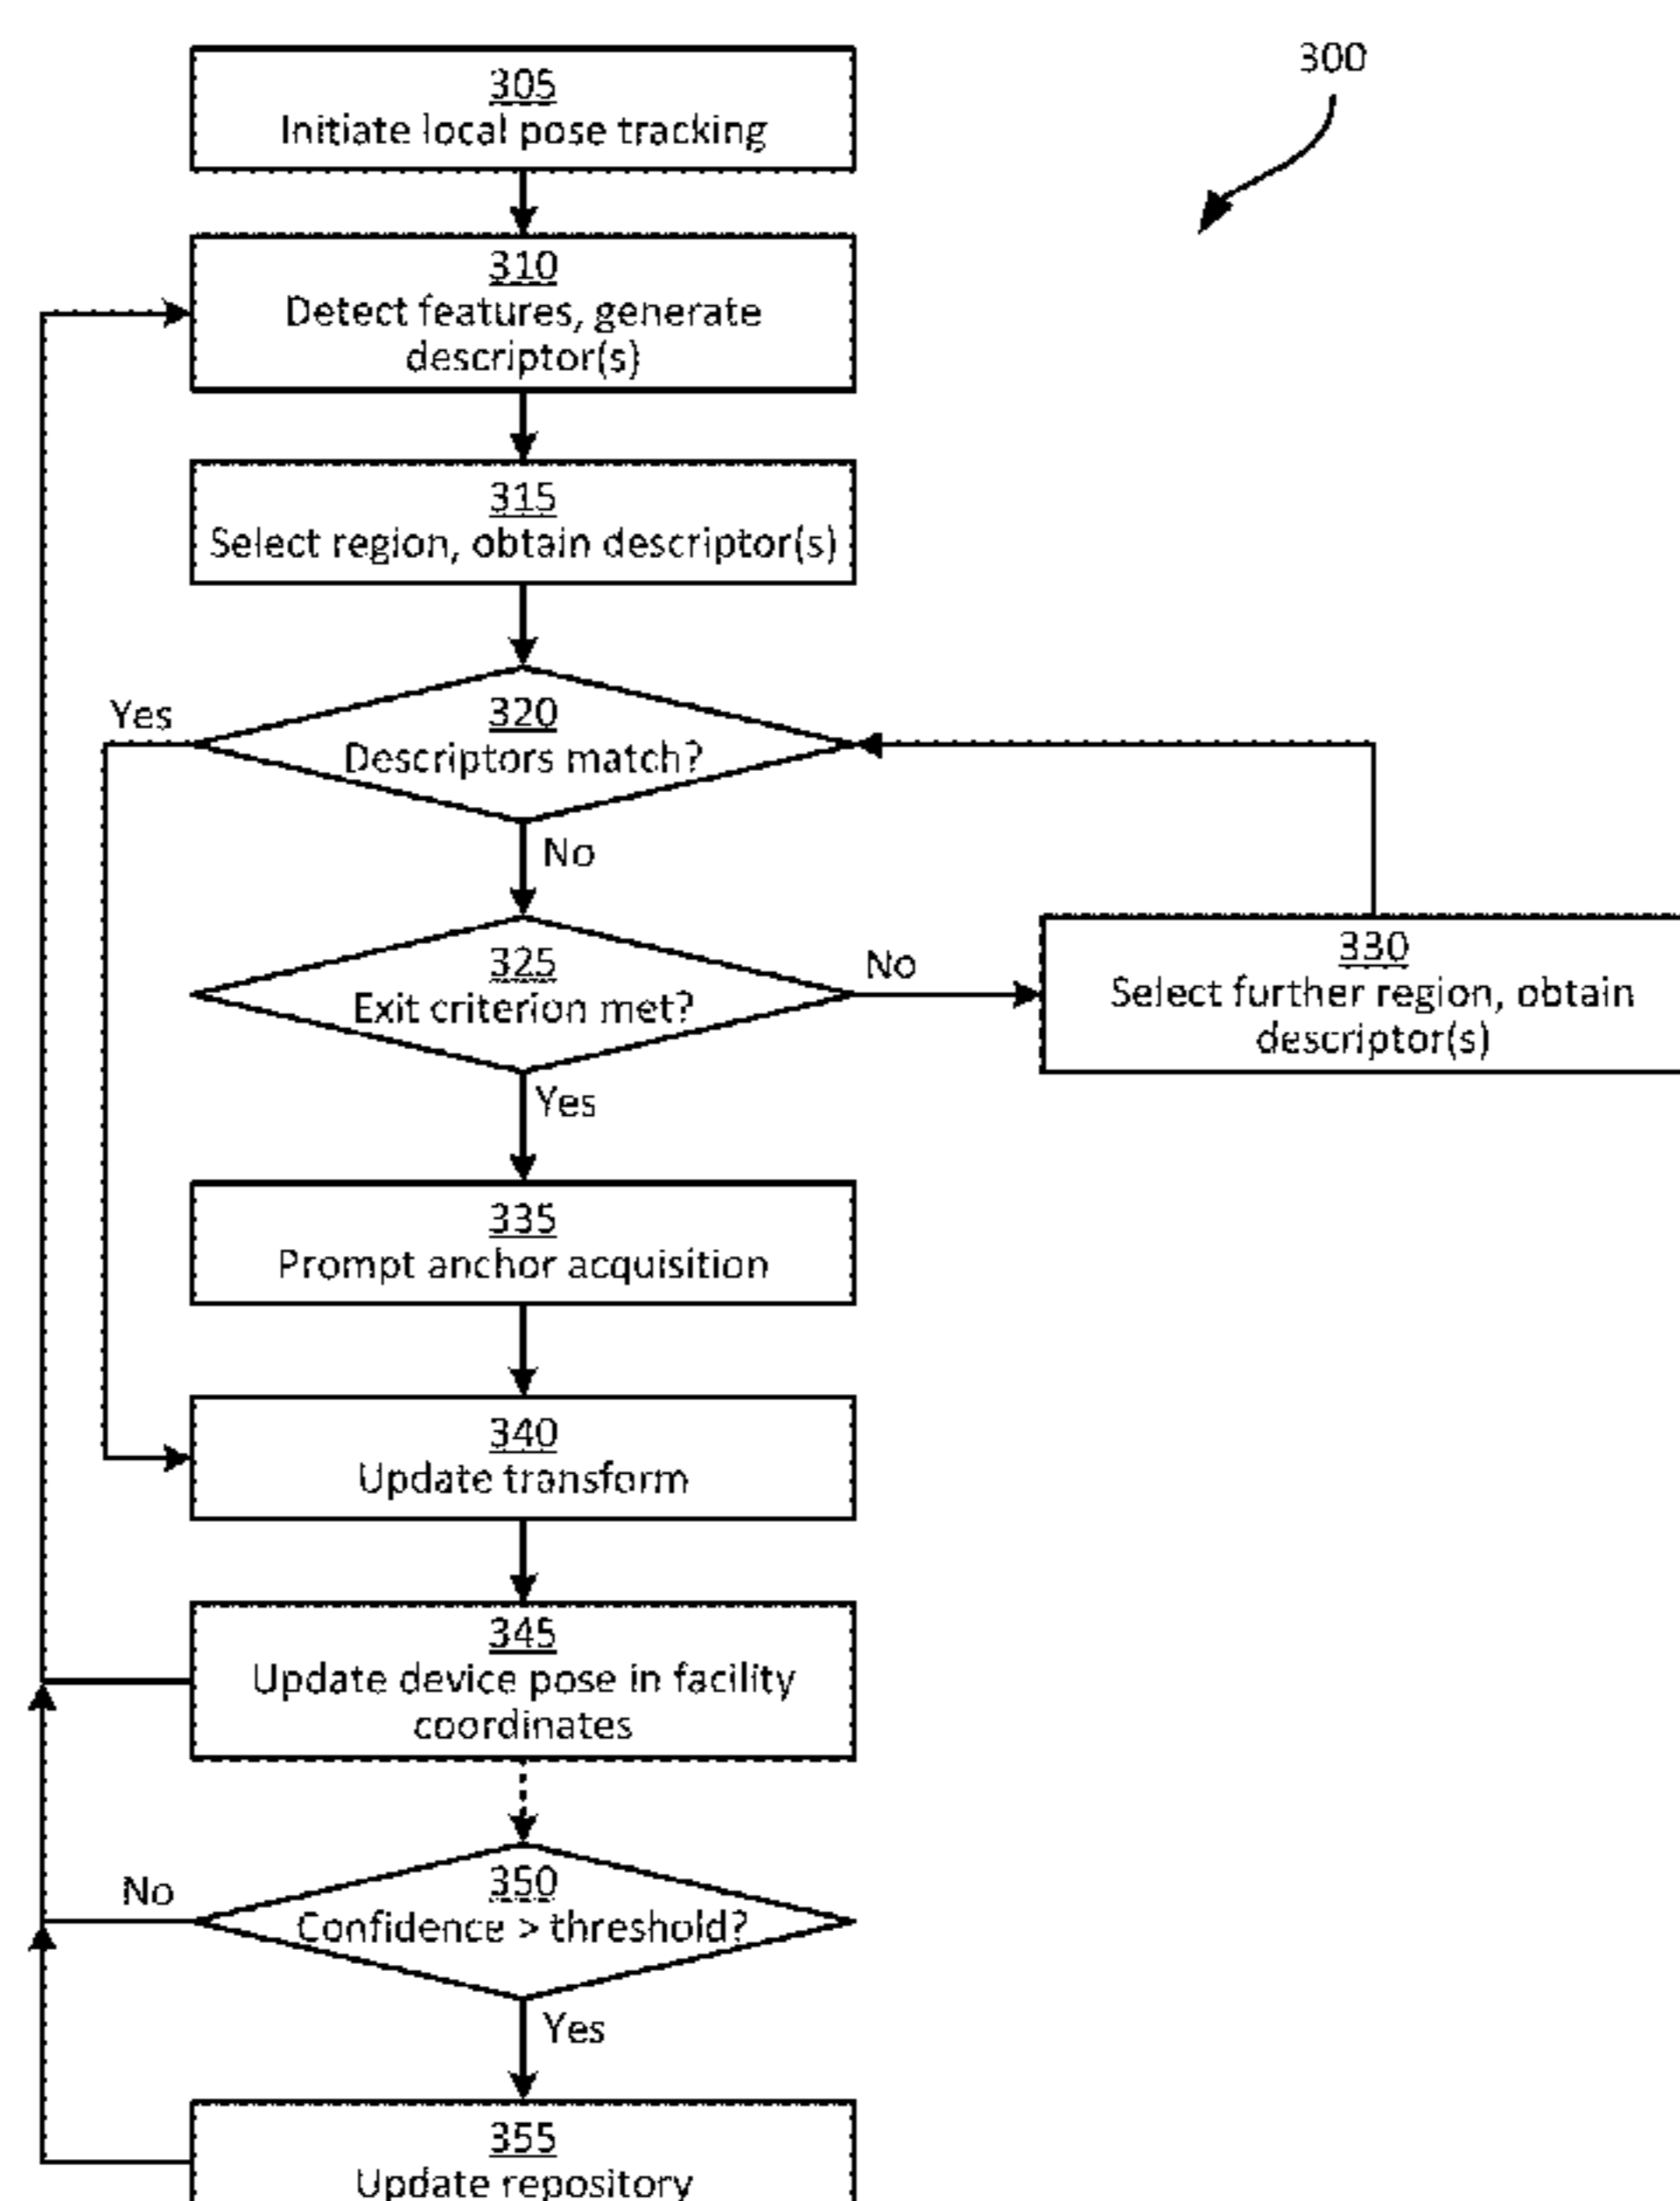 300
305
Initiate local pose tracking
310
Detect features, generate
descriptor(s)
315
Select region, obtain descriptor(s)
320
Descriptors match?
Yes
No
325
Exit criterion met?
No
Yes
330
Select further region, obtain
descriptor(s)
335
Prompt anchor acquisition
340
Update transform
345
Update device pose in facility
coordinates
350
Confidence > threshold?
No
Yes
355
Update repository